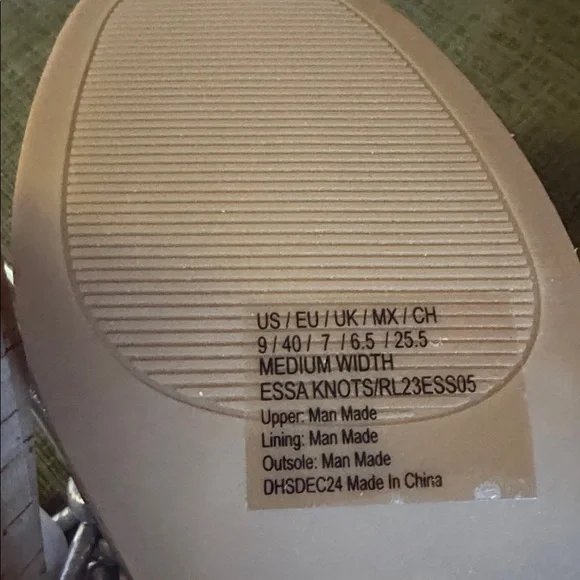 US / EU / UK / MX / CH
9 / 40 / 7 / 6.5 / 25.5
MEDIUM WIDTH
ESSA KNOTS/RL23ESS05
Upper: Man Made
Lining: Man Made
Outsole: Man Made
DHSDEC24 Made In China